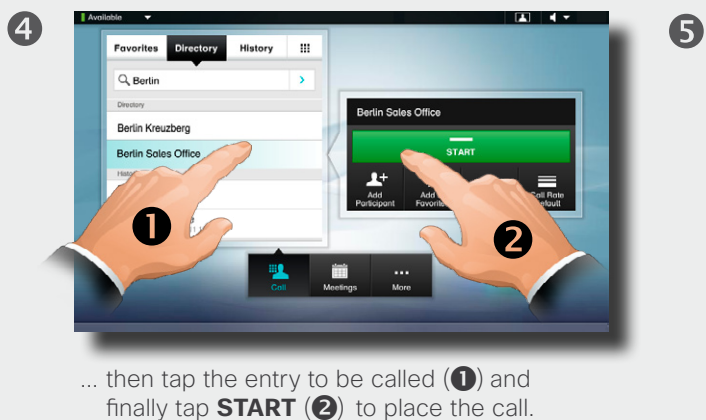 4
5
Available
Favorites Directory History
Berlin
Directory
Berlin Kreuzberg
Berlin Sales Office
Berlin Sales Office
START
Add Participant
Add
Favorite
Call Rate
Default
1
2
Call Meetings More
... then tap the entry to be called (1) and
finally tap START (2) to place the call.